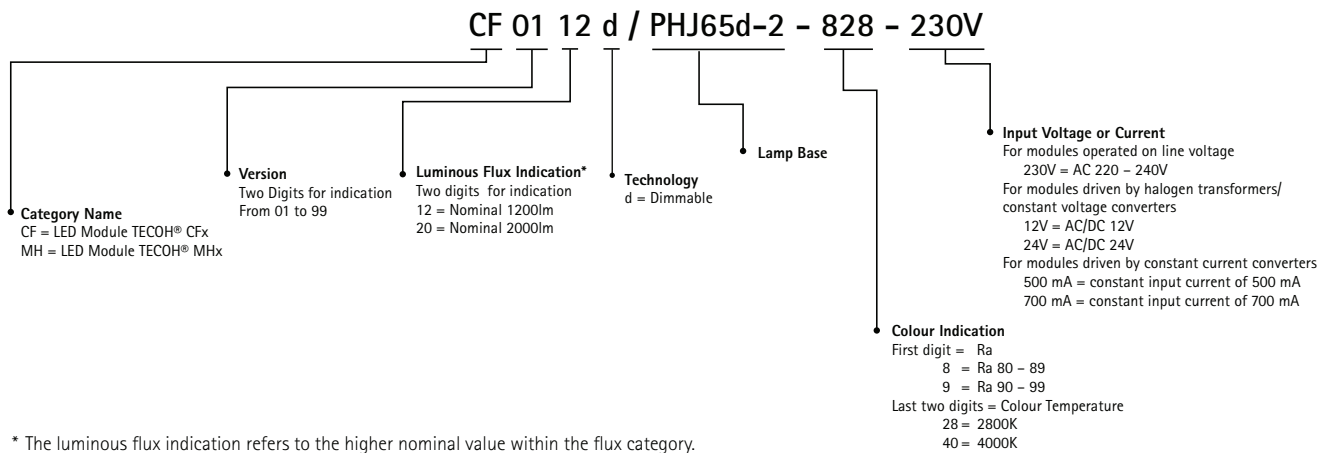 CF 01 12 d / PHJ65d-2 - 828 - 230V
Category Name
CF = LED Module TECOH® CFx
MH = LED Module TECOH® MHx
Version
Two Digits for indication
From 01 to 99
Luminous Flux Indication*
Two digits for indication
12 = Nominal 1200lm
20 = Nominal 2000lm
Technology
d = Dimmable
Lamp Base
Input Voltage or Current
For modules operated on line voltage
230V = AC 220 – 240V
For modules driven by halogen transformers/
constant voltage converters
12V = AC/DC 12V
24V = AC/DC 24V
For modules driven by constant current converters
500 mA = constant input current of 500 mA
700 mA = constant input current of 700 mA
Colour Indication
First digit = Ra
8 = Ra 80 – 89
9 = Ra 90 – 99
Last two digits = Colour Temperature
28 = 2800K
40 = 4000K
* The luminous flux indication refers to the higher nominal value within the flux category.